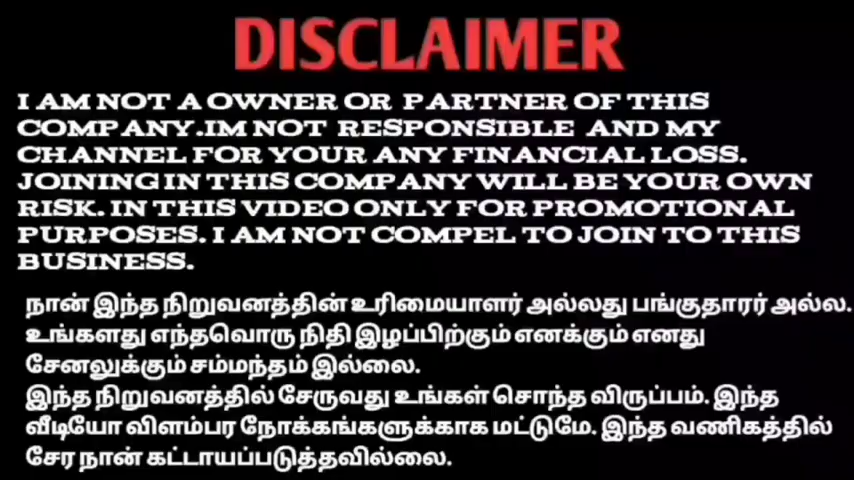 DISCLAIMER
I AM NOT A OWNER OR PARTNER OF THIS
COMPANY.IM NOT RESPONSIBLE AND MY
CHANNEL FOR YOUR ANY FINANCIAL LOSS.
JOINING IN THIS COMPANY WILL BE YOUR OWN
RISK. IN THIS VIDEO ONLY FOR PROMOTIONAL
PURPOSES. I AM NOT COMPEL TO JOIN TO THIS
BUSINESS.
நான் இந்த நிறுவனத்தின் உரிமையாளர் அல்லது பங்குதாரர் அல்ல.
உங்களது எந்தவொரு நிதி இழப்பிற்கும் எனக்கும் எனது
சேனலுக்கும் சம்மந்தம் இல்லை.
இந்த நிறுவனத்தில் சேருவது உங்கள் சொந்த விருப்பம். இந்த
வீடியோ விளம்பர நோக்கங்களுக்காக மட்டுமே. இந்த வணிகத்தில்
சேர நான் கட்டாயப்படுத்தவில்லை.